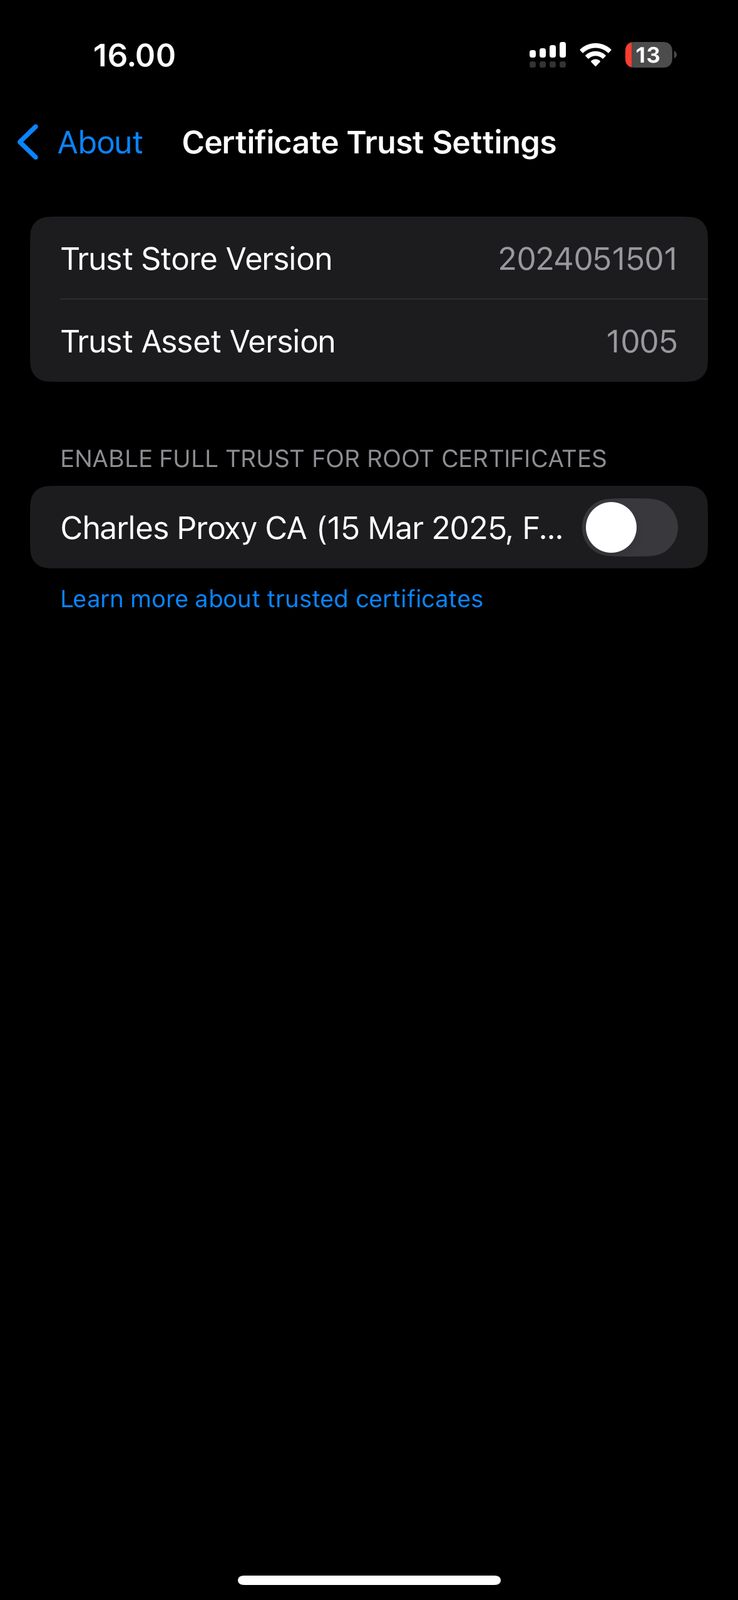 16.00
13
About
Certificate Trust Settings
Trust Store Version 2024051501
Trust Asset Version 1005
ENABLE FULL TRUST FOR ROOT CERTIFICATES
Charles Proxy CA (15 Mar 2025, F...
Learn more about trusted certificates